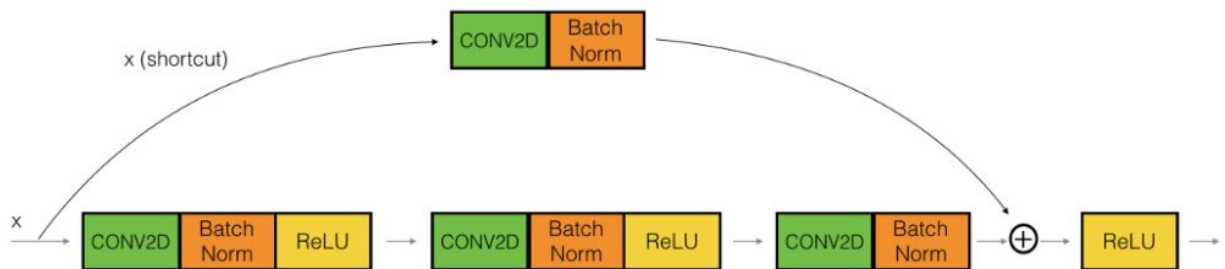 x (shortcut)
CONV2D
Batch
Norm
x
CONV2D
Batch
Norm
ReLU
CONV2D
Batch
Norm
ReLU
CONV2D
Batch
Norm
ReLU